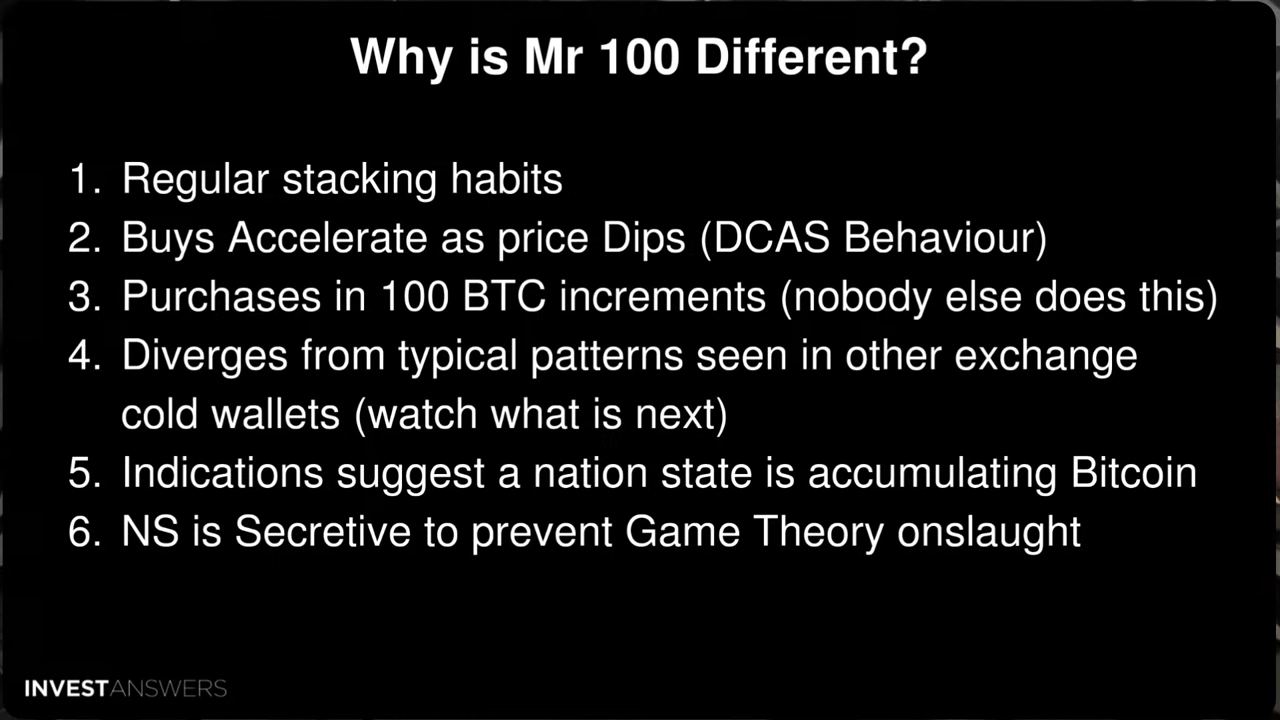 Why is Mr 100 Different?
1. Regular stacking habits
2. Buys Accelerate as price Dips (DCAS Behaviour)
3. Purchases in 100 BTC increments (nobody else does this)
4. Diverges from typical patterns seen in other exchange
cold wallets (watch what is next)
5. Indications suggest a nation state is accumulating Bitcoin
6. NS is Secretive to prevent Game Theory onslaught
INVESTANSWERS